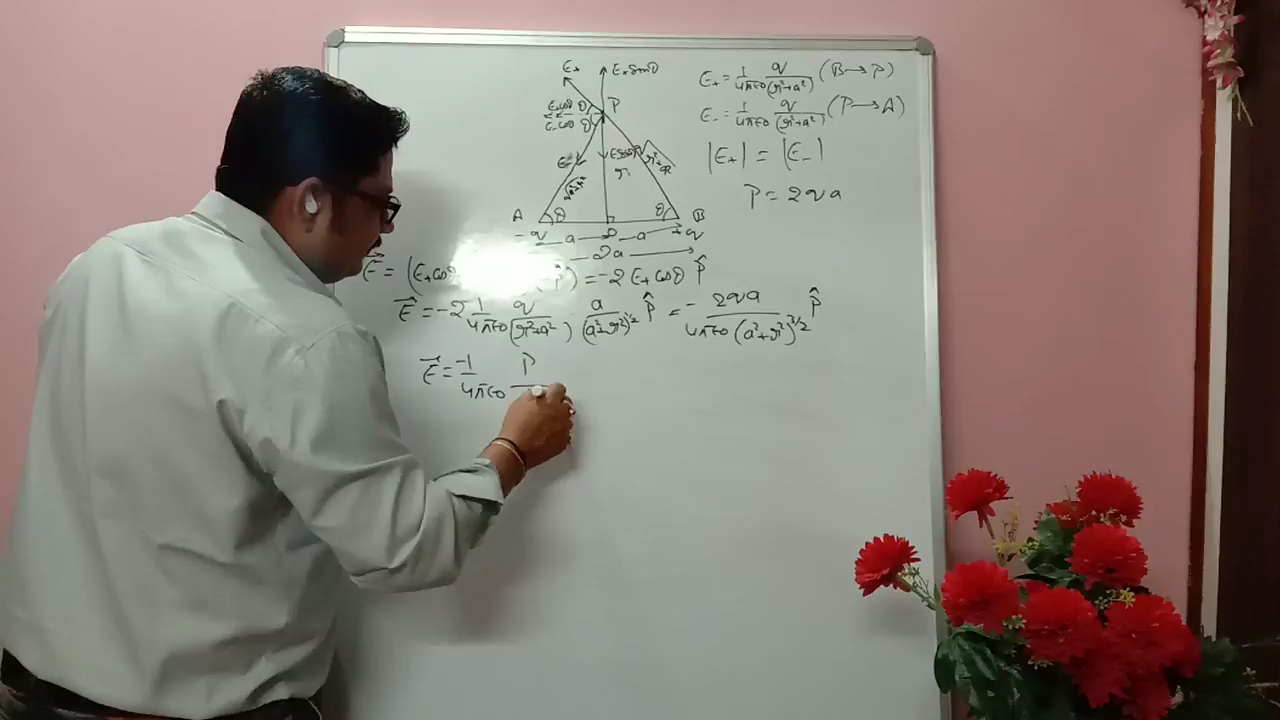 E₊ E₊sinθ
P
E₊cosθ
E₋cosθ
E₋
A θ θ B
-q a O a +q
2a
E₊ = 1/4πε₀ q/(r²+a²) (B→P)
E₋ = 1/4πε₀ q/(r²+a²) (P→A)
|E₊| = |E₋|
P = 2qa
E⃗ = (E₊cos ) = -2 E₊cosθ P̂
E⃗ = -2 1/4πε₀ q/(r²+a²) a/(a²+r²)^1/2 P̂ = - 2qa/4πε₀(a²+r²)^3/2 P̂
E⃗ = -1/4πε₀ P